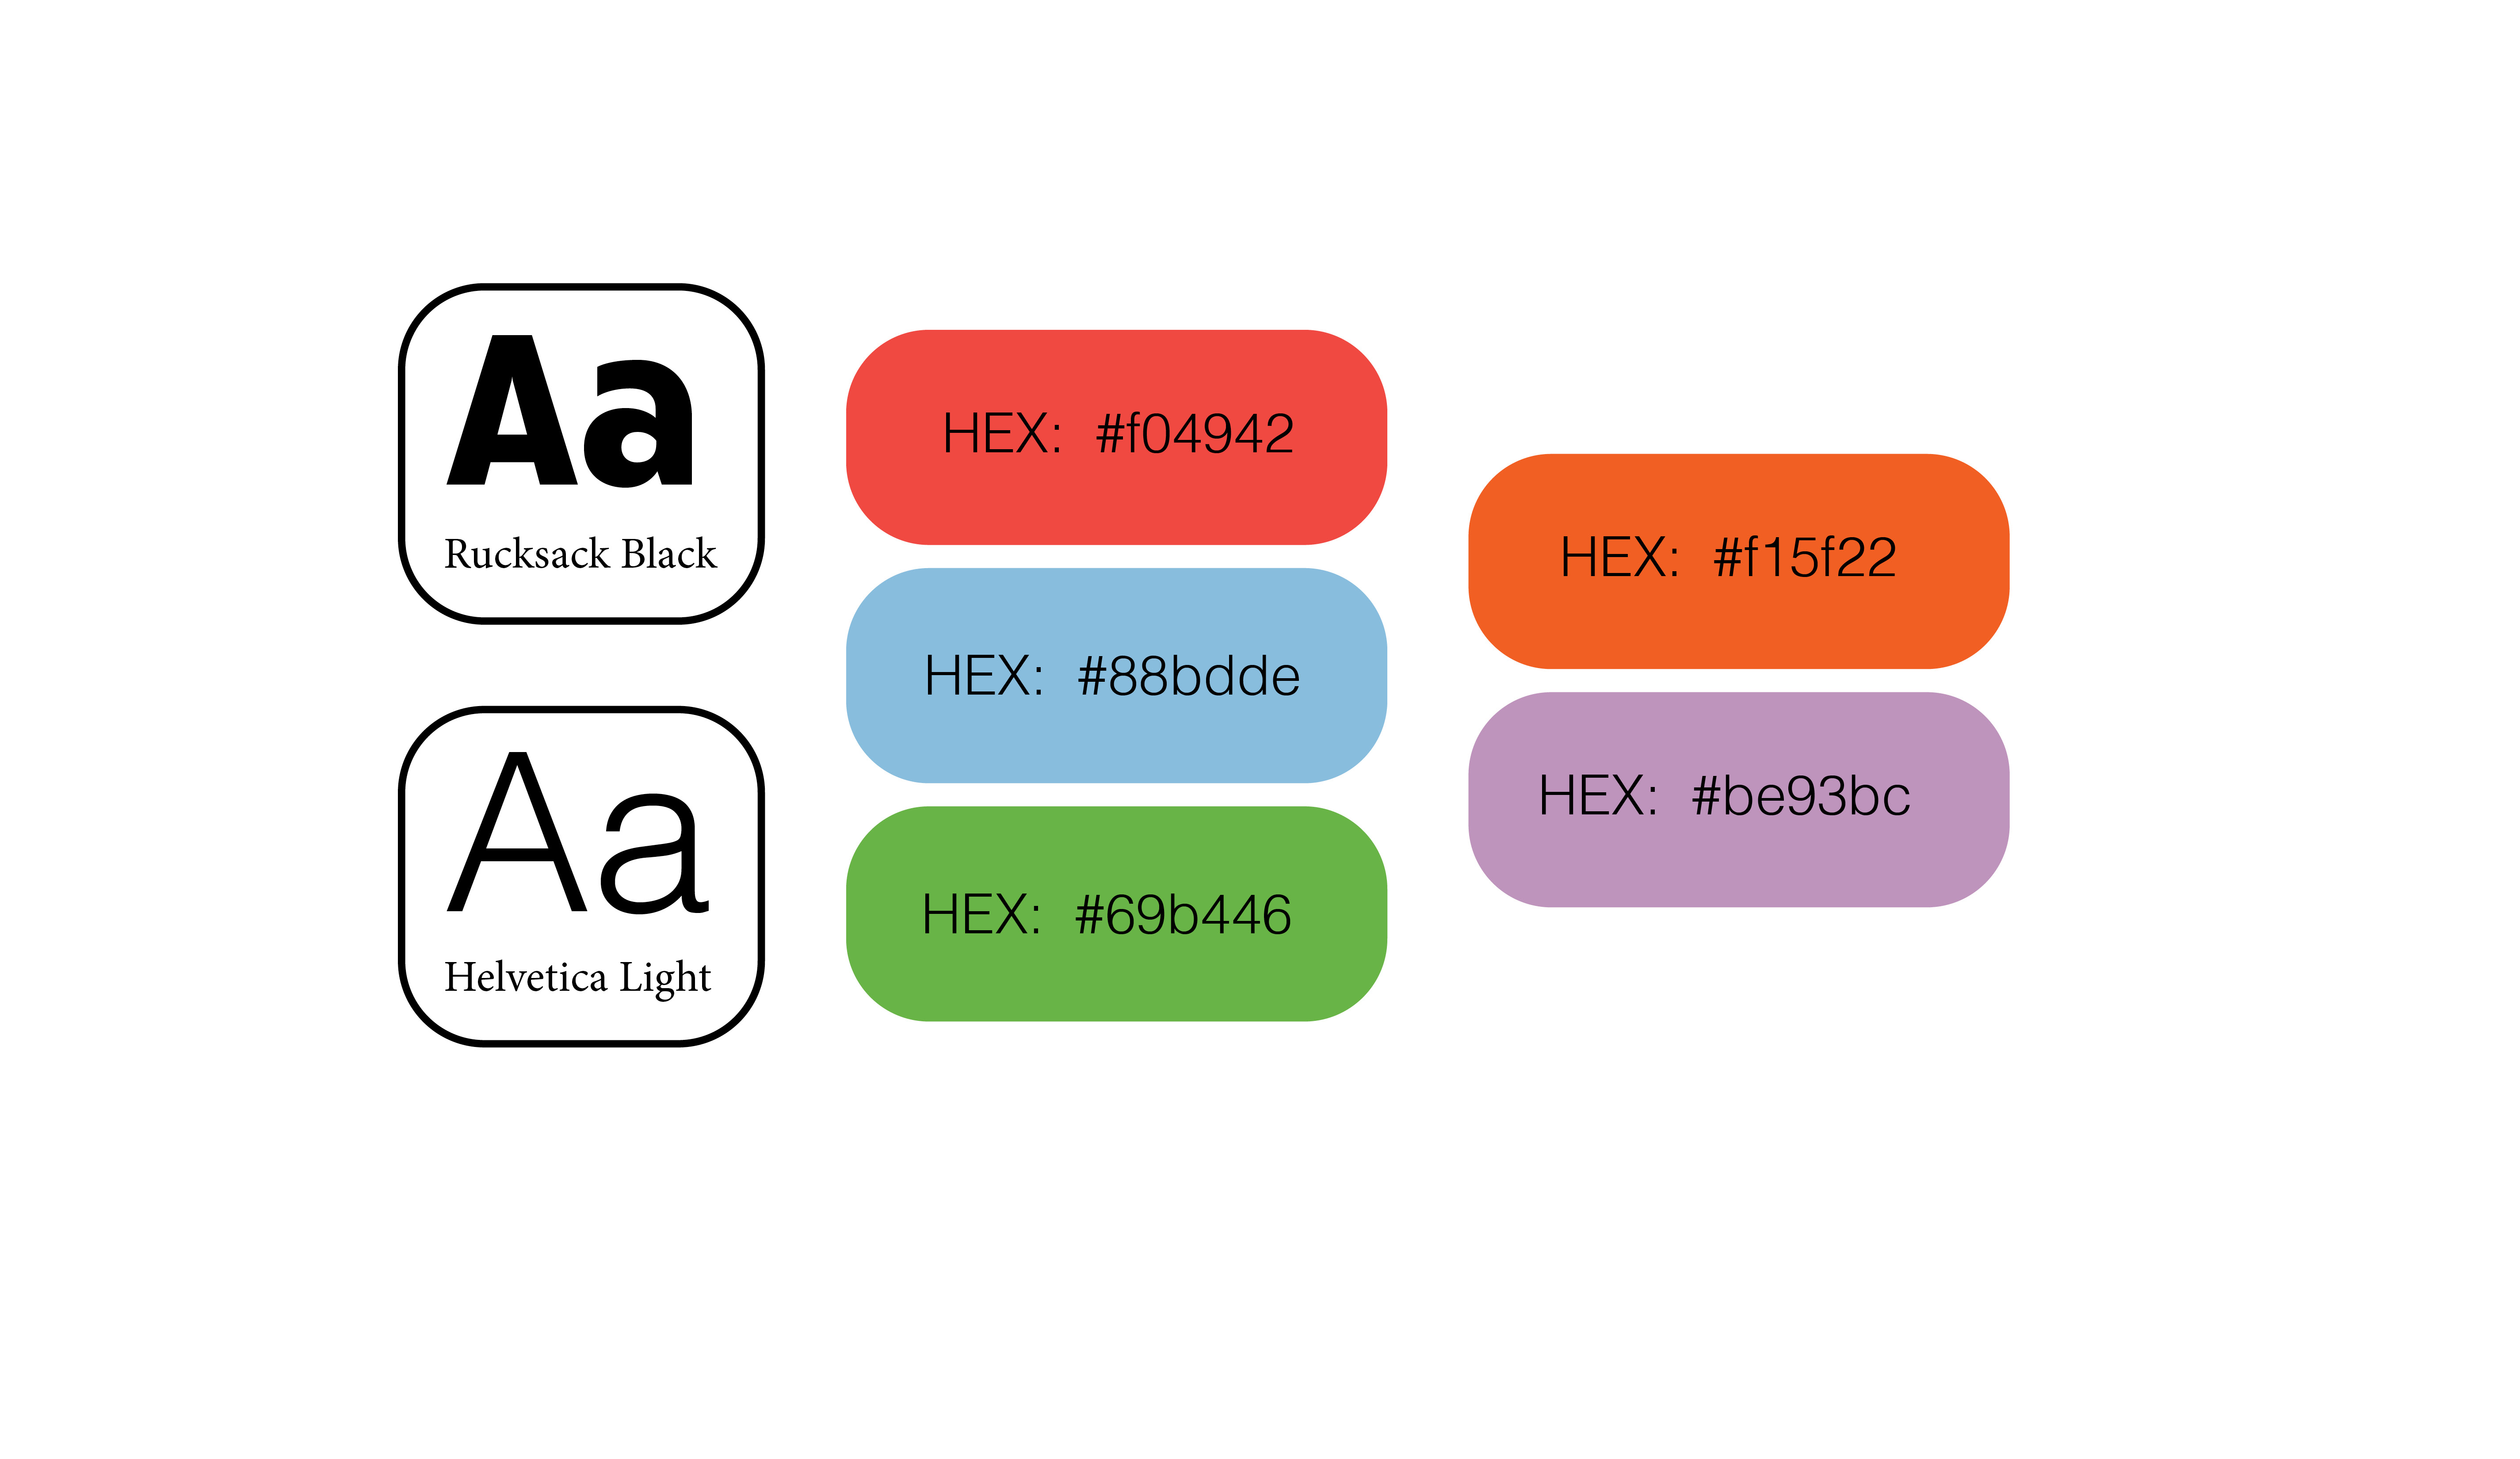 Aa
Rucksack Black
Aa
Helvetica Light
HEX:  #f04942
HEX:  #88bdde
HEX:  #69b446
HEX:  #f15f22
HEX:  #be93bc